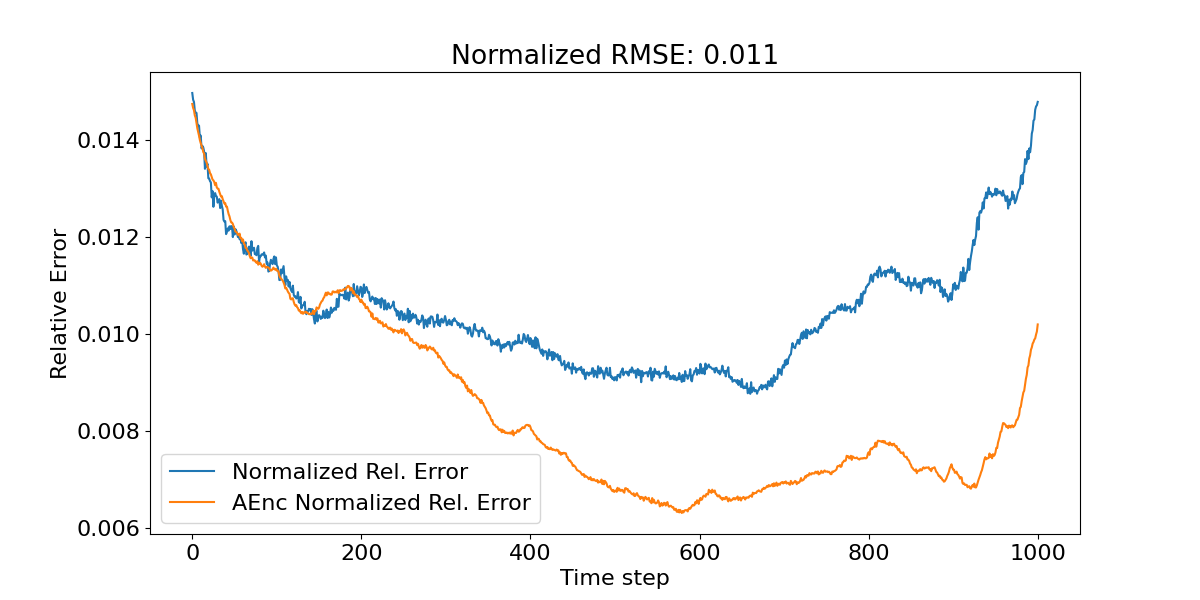 Normalized RMSE: 0.011
Relative Error
0.014
0.012
0.010
0.008
0.006
Normalized Rel. Error
AEnc Normalized Rel. Error
0 200 400 600 800 1000
Time step